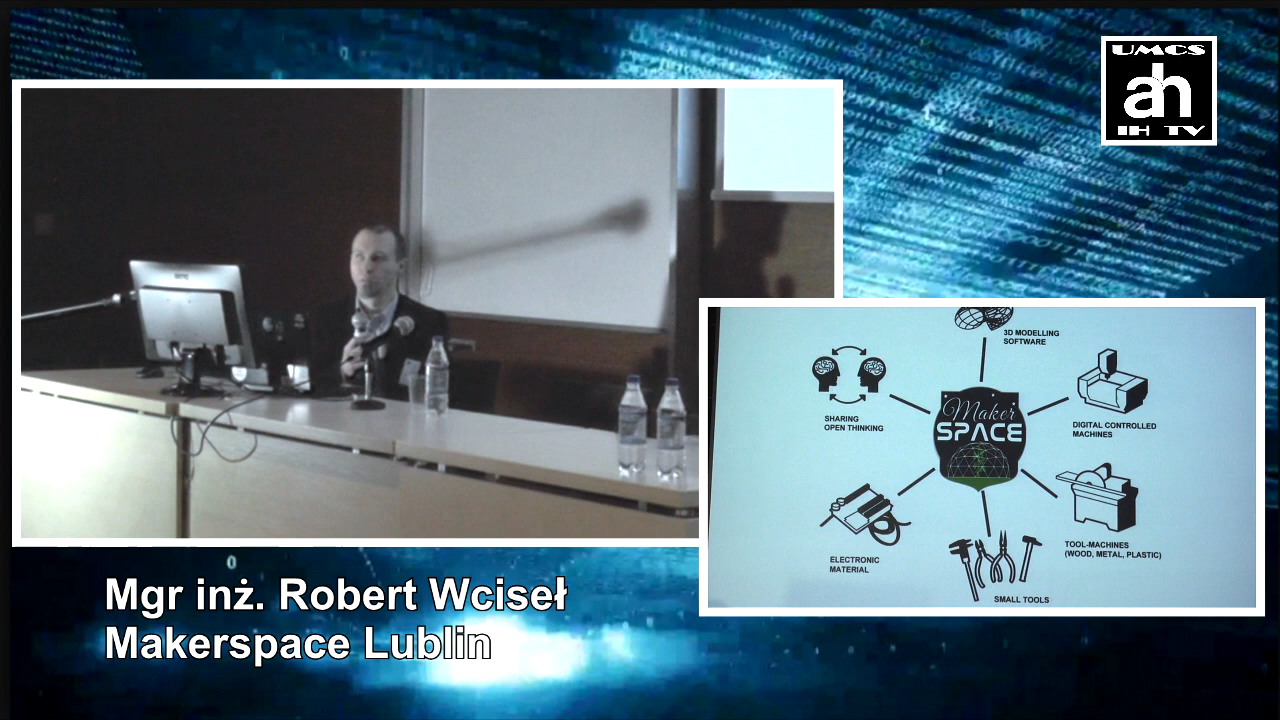 UMCS
ah
IH TV
3D MODELLING
SOFTWARE
SHARING
OPEN THINKING
Maker
SPACE
DIGITAL CONTROLLED
MACHINES
ELECTRONIC
MATERIAL
TOOL-MACHINES
(WOOD, METAL, PLASTIC)
SMALL TOOLS
Mgr inż. Robert Wciseł
Makerspace Lublin